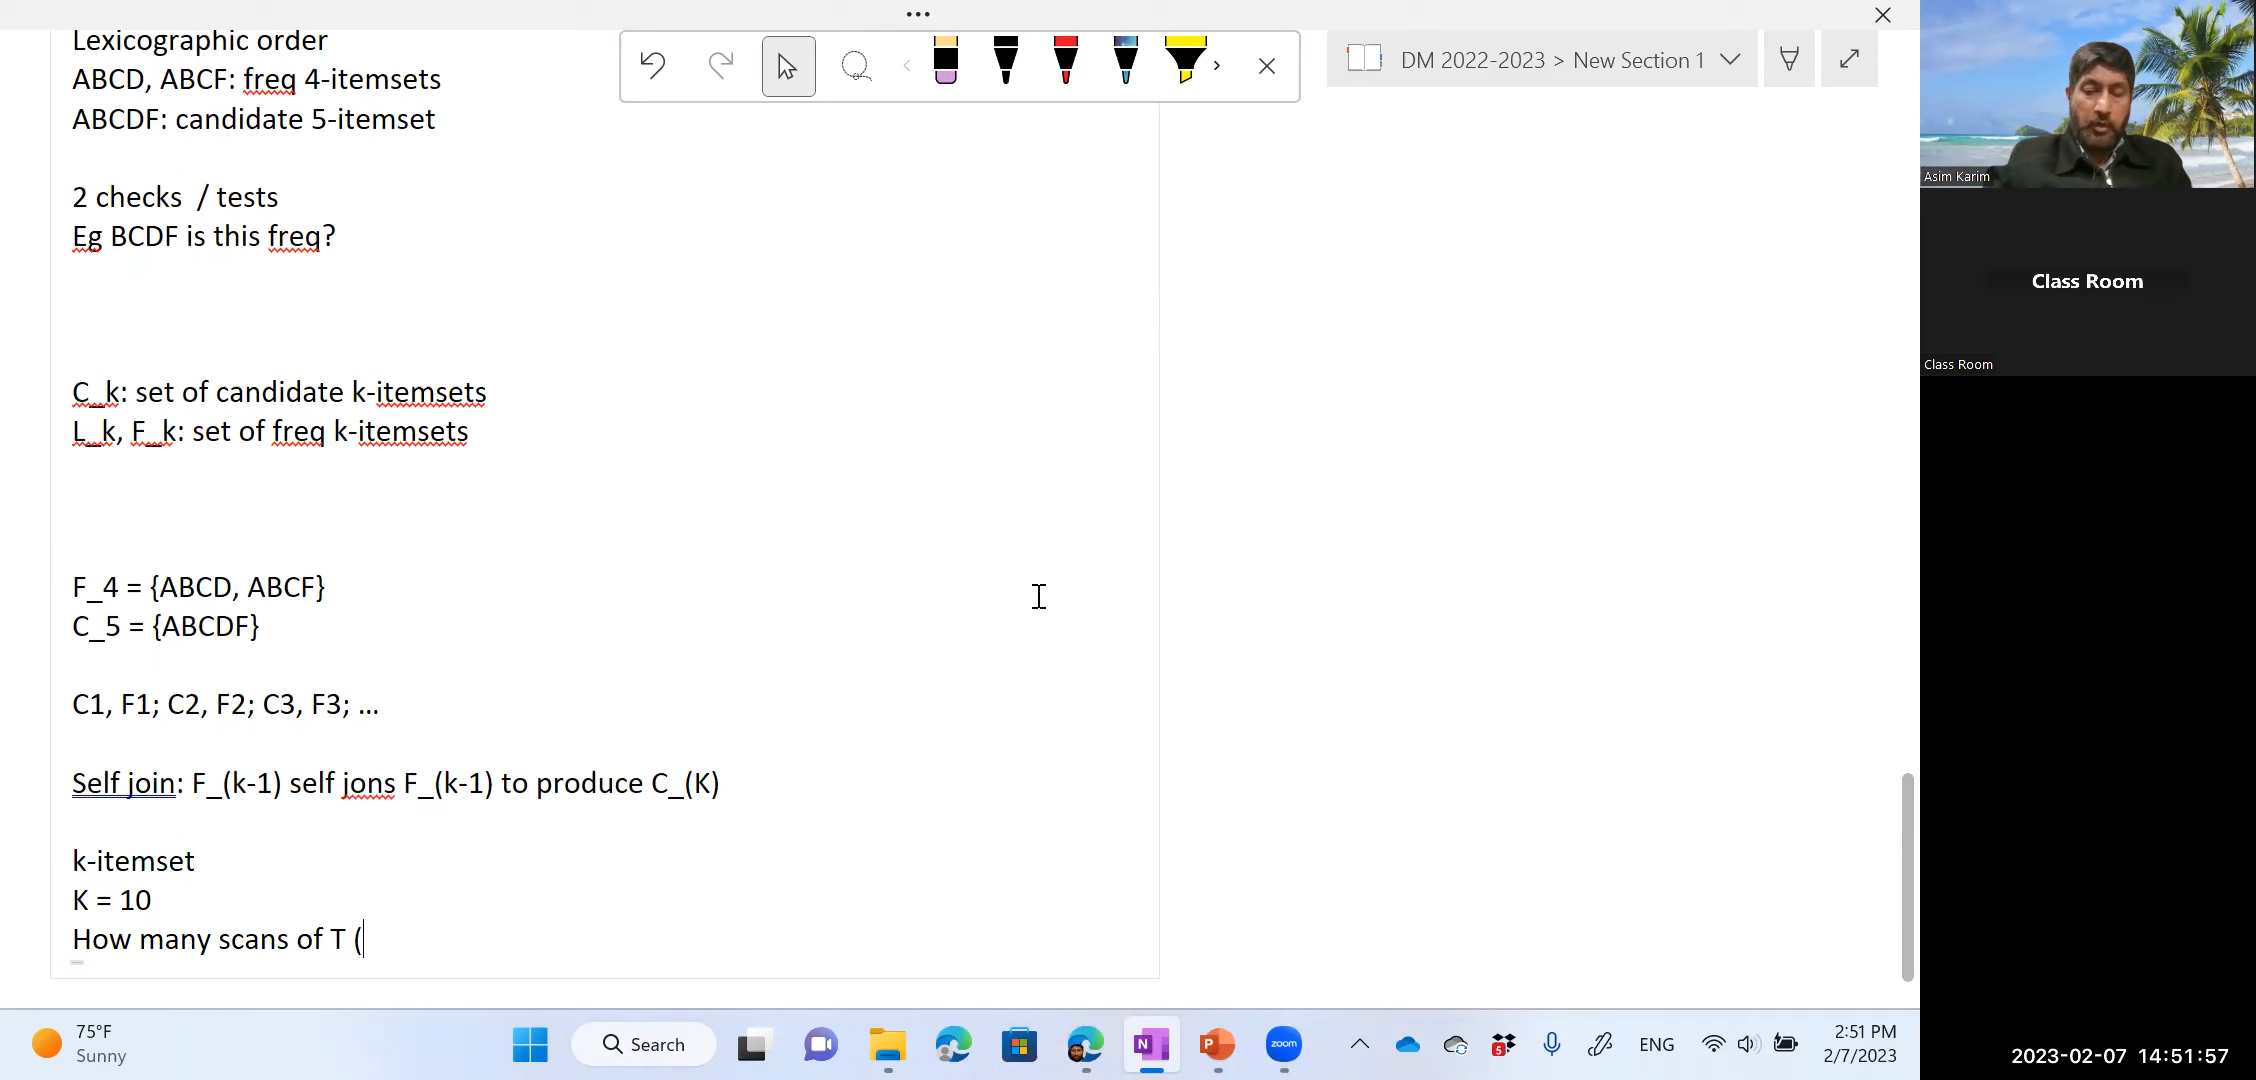 Lexicographic order
ABCD, ABCF: freq 4-itemsets
ABCDF: candidate 5-itemset
2 checks / tests
Eg BCDF is this freq?
C_k: set of candidate k-itemsets
L_k, F_k: set of freq k-itemsets
F_4 = {ABCD, ABCF}
C_5 = {ABCDF}
C1, F1; C2, F2; C3, F3; ...
Self join: F_(k-1) self jons F_(k-1) to produce C_(K)
k-itemset
K = 10
How many scans of T (
DM 2022-2023 > New Section 1
Asim Karim
Class Room
Class Room
75°F
Sunny
Search
N
P
zoom
5
ENG
2:51 PM
2/7/2023
2023-02-07 14:51:57